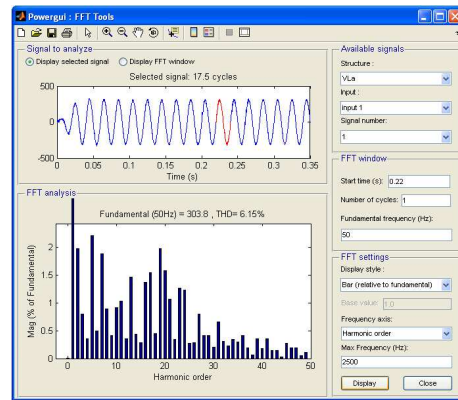 Powergui : FFT Tools
Signal to analyze
Display selected signal
Display FFT window
Selected signal: 17.5 cycles
500
0
-500
0
0.05
0.1
0.15
0.2
0.25
0.3
0.35
Time (s)
FFT analysis
Fundamental (50Hz) = 303.8 , THD= 6.15%
Mag (% of Fundamental)
2
1.5
1
0.5
0
0
10
20
30
40
50
Harmonic order
Available signals
Structure :
VLa
Input :
input 1
Signal number:
1
FFT window
Start time (s): 0.22
Number of cycles: 1
Fundamental frequency (Hz):
50
FFT settings
Display style :
Bar (relative to fundamental)
Base value: 1.0
Frequency axis:
Harmonic order
Max Frequency (Hz):
2500
Display
Close